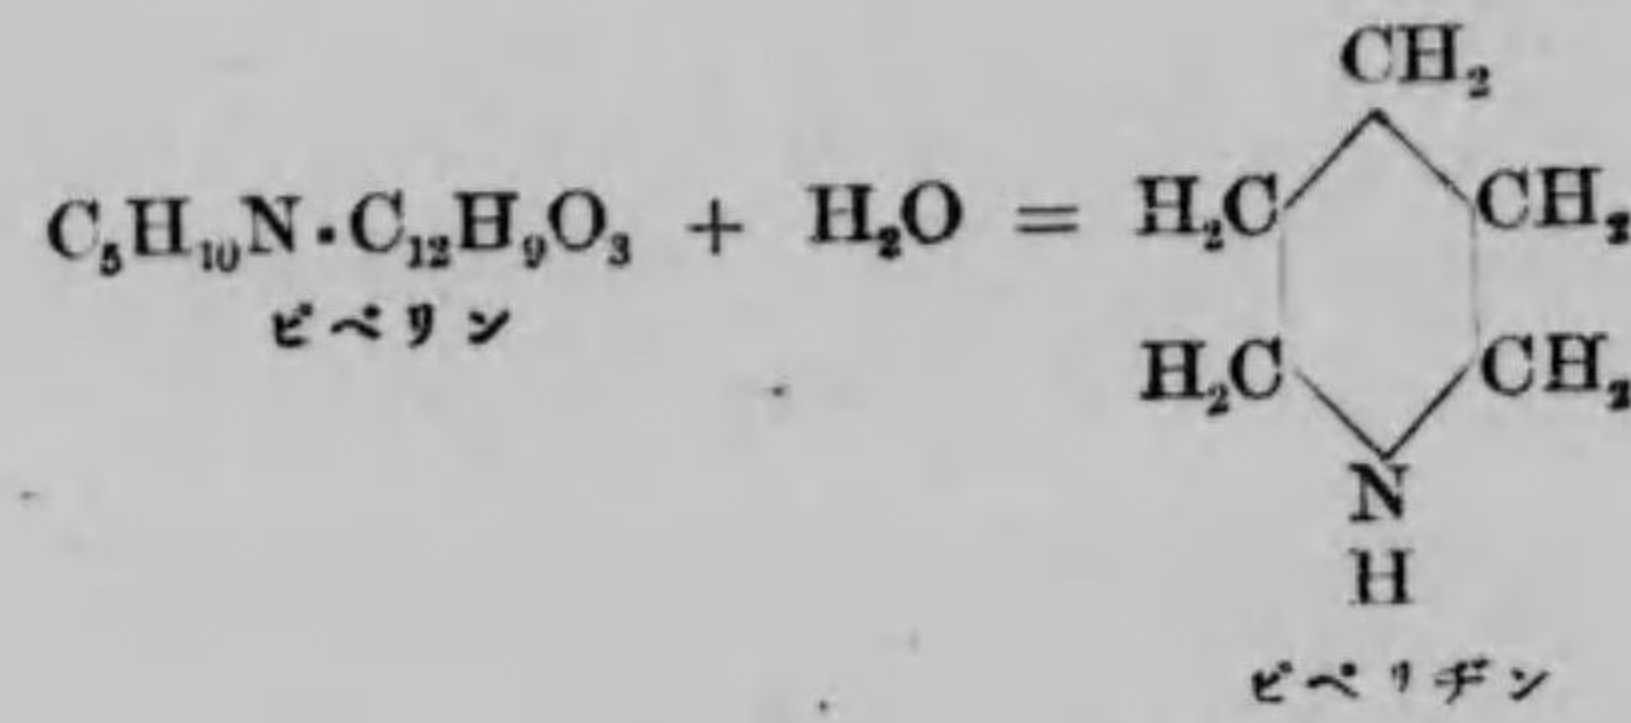 CH₂
C₅H₁₀N·C₁₂H₉O₃ + H₂O = H₂C CH₂
ピペリン
H₂C CH₂
N
H
ピペリヂン